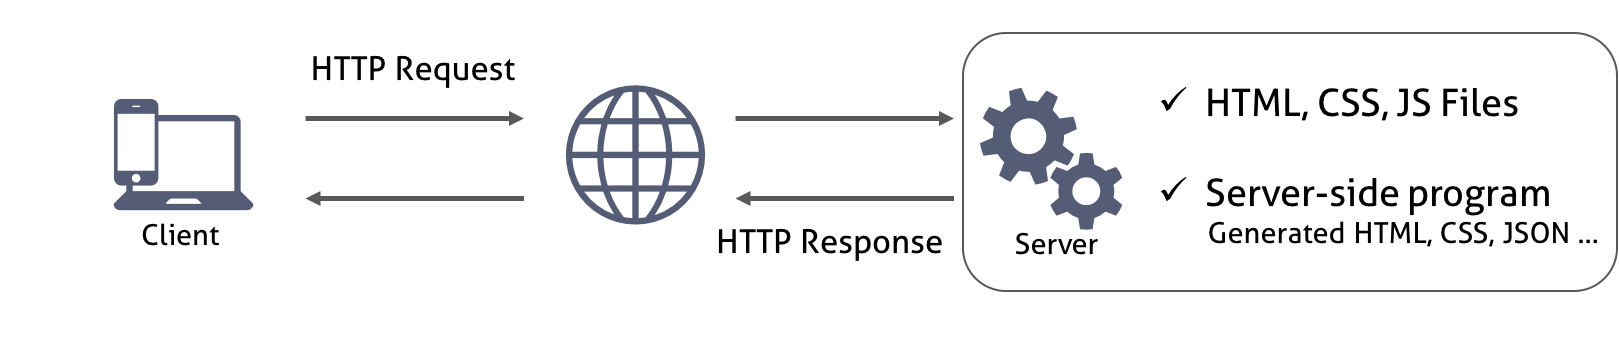 HTTP Request
Client
HTTP Response
Server
✓ HTML, CSS, JS Files
✓ Server-side program
Generated HTML, CSS, JSON ...